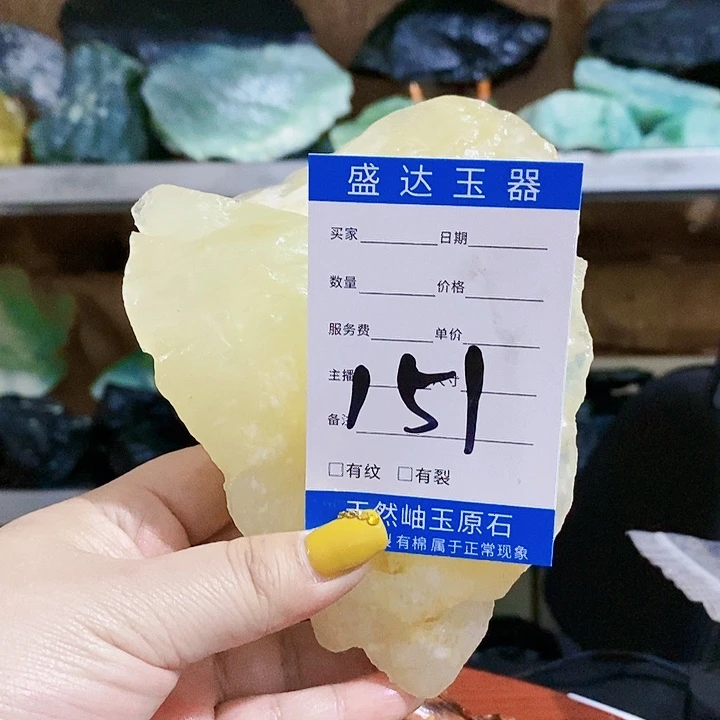 盛达玉器
买家 日期
数量 价格
服务费 单价
主播 寸
备
151
□有纹 □有裂
天然岫玉原石
有棉属于正常现象